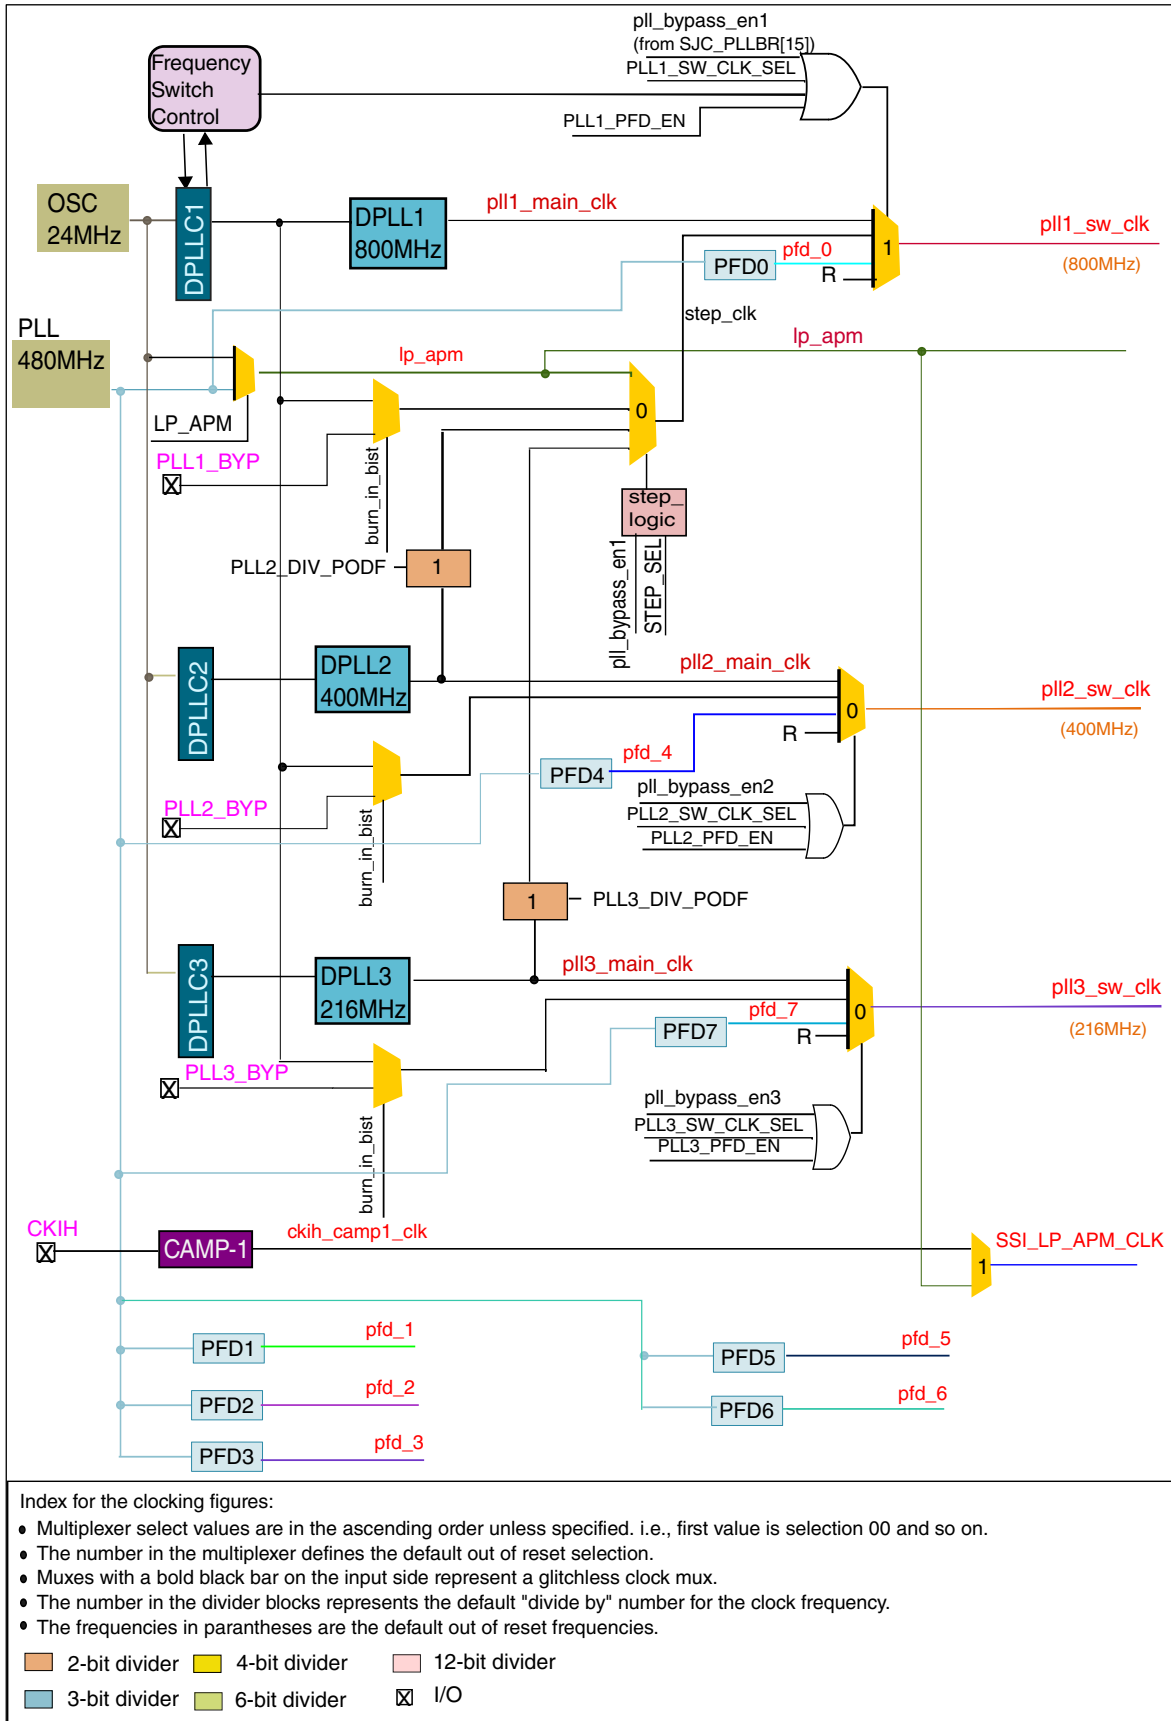 pll_bypass_en1
(from SJC_PLLBR[15])
PLL1_SW_CLK_SEL
Frequency
Switch
Control
PLL1_PFD_EN
OSC
24MHz
DPLLC1
DPLL1
800MHz
pll1_main_clk
1
pll1_sw_clk
(800MHz)
PFD0
pfd_0
R
step_clk
PLL
480MHz
lp_apm
lp_apm
LP_APM
0
PLL1_BYP
burn_in_bist
step_
logic
PLL2_DIV_PODF
1
pll_bypass_en1
STEP_SEL
DPLLC2
DPLL2
400MHz
pll2_main_clk
0
pll2_sw_clk
(400MHz)
R
pfd_4
PFD4
PLL2_BYP
burn_in_bist
pll_bypass_en2
PLL2_SW_CLK_SEL
PLL2_PFD_EN
1
PLL3_DIV_PODF
DPLLC3
DPLL3
216MHz
pll3_main_clk
0
pll3_sw_clk
(216MHz)
pfd_7
PFD7
R
PLL3_BYP
burn_in_bist
pll_bypass_en3
PLL3_SW_CLK_SEL
PLL3_PFD_EN
CKIH
CAMP-1
ckih_camp1_clk
1
SSI_LP_APM_CLK
PFD1
pfd_1
PFD5
pfd_5
PFD2
pfd_2
PFD6
pfd_6
PFD3
pfd_3
Index for the clocking figures:
• Multiplexer select values are in the ascending order unless specified. i.e., first value is selection 00 and so on.
• The number in the multiplexer defines the default out of reset selection.
• Muxes with a bold black bar on the input side represent a glitchless clock mux.
• The number in the divider blocks represents the default "divide by" number for the clock frequency.
• The frequencies in parantheses are the default out of reset frequencies.
2-bit divider 4-bit divider 12-bit divider
3-bit divider 6-bit divider I/O